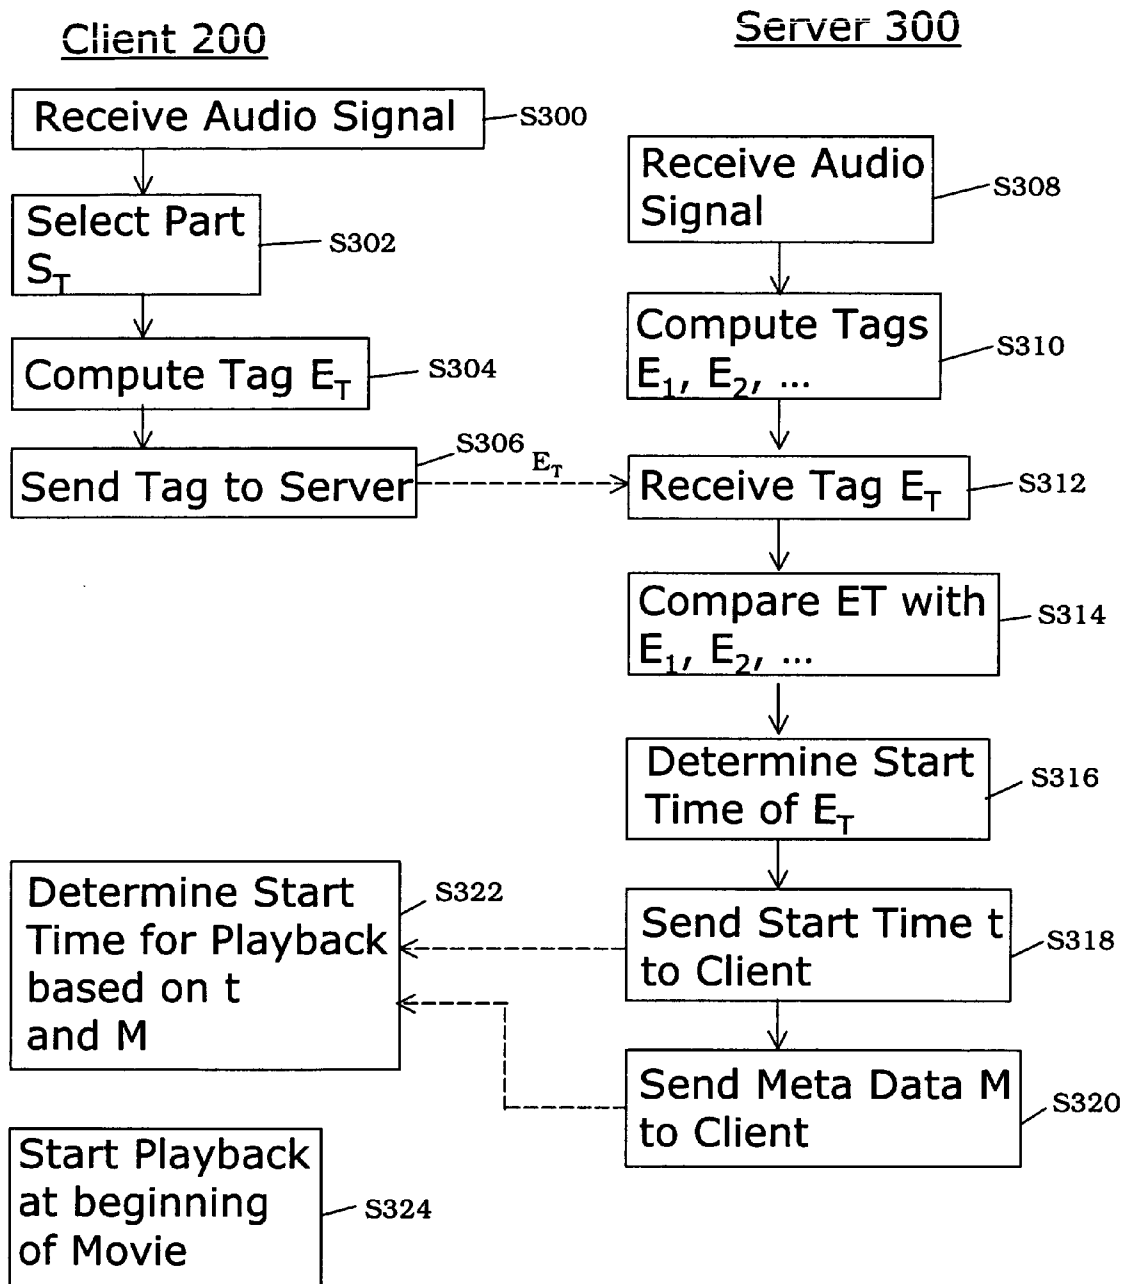 Client 200
Receive Audio Signal
S300
Select Part
S_T
S302
Compute Tag E_T
S304
Send Tag to Server
S306
E_T
Server 300
Receive Audio
Signal
S308
Compute Tags
E_1, E_2, ...
S310
Receive Tag E_T
S312
Compare ET with
E_1, E_2, ...
S314
Determine Start
Time of E_T
S316
Send Start Time t
to Client
S318
Send Meta Data M
to Client
S320
Determine Start
Time for Playback
based on t
and M
S322
Start Playback
at beginning
of Movie
S324